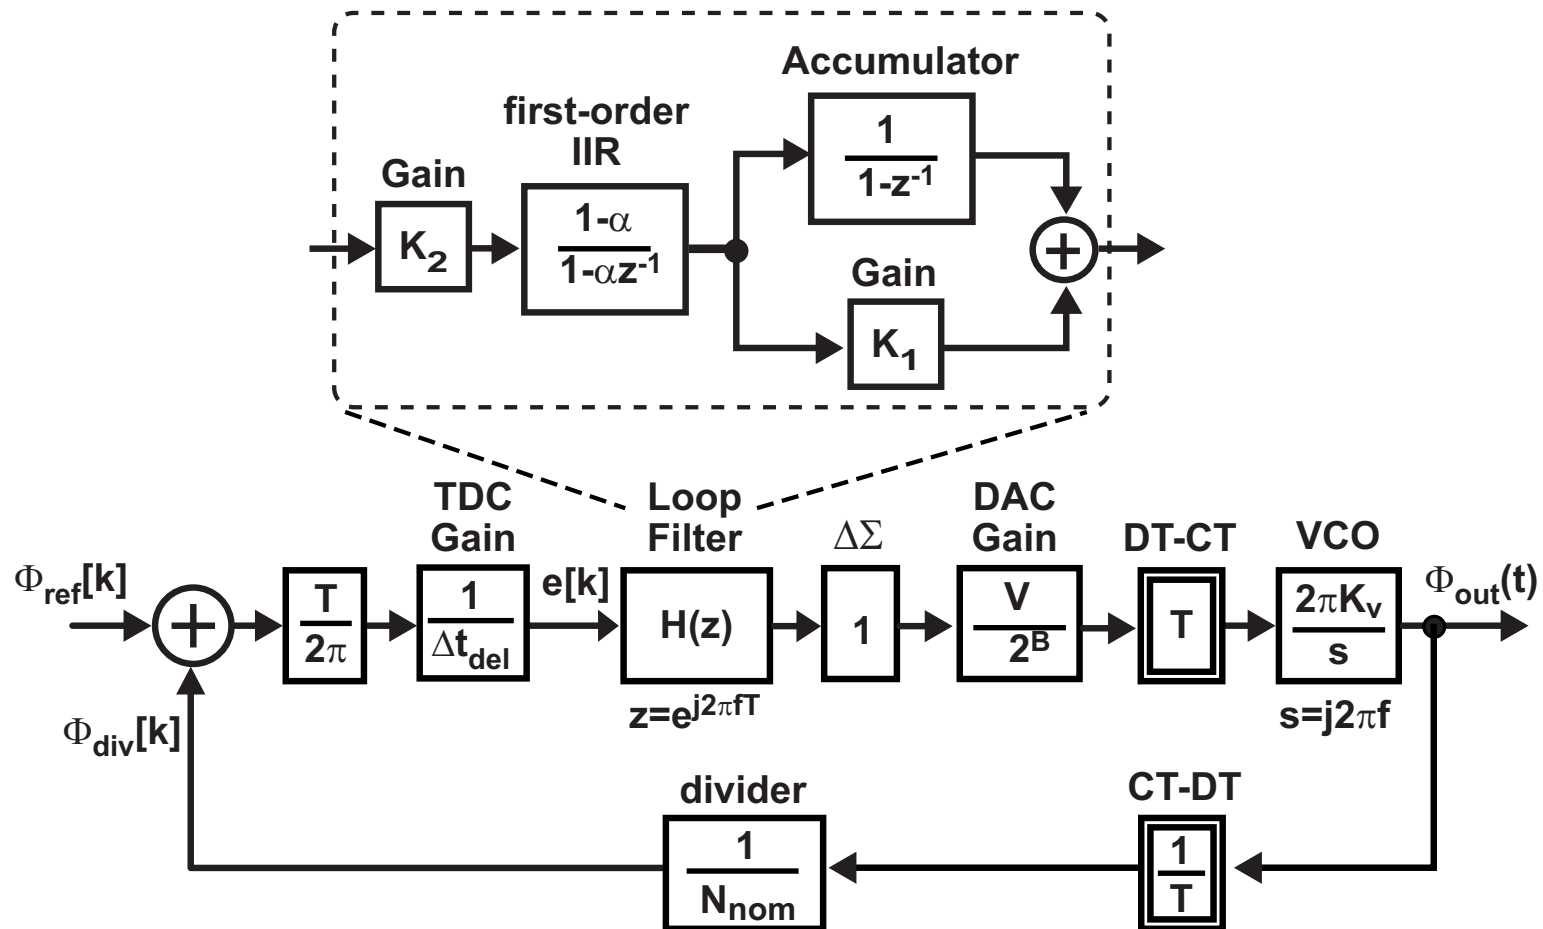 Accumulator
1
1-z⁻¹
first-order
IIR
1-α
1-αz⁻¹
Gain
K₂
+
Gain
K₁
TDC
Gain
Loop
Filter
ΔΣ
DAC
Gain
DT-CT
VCO
Φref[k]
+
T
2π
1
Δtdel
e[k]
H(z)
1
V
2ᴮ
T
2πKv
s
Φout(t)
z=e^j2πfT
s=j2πf
Φdiv[k]
divider
1
Nnom
CT-DT
1
T